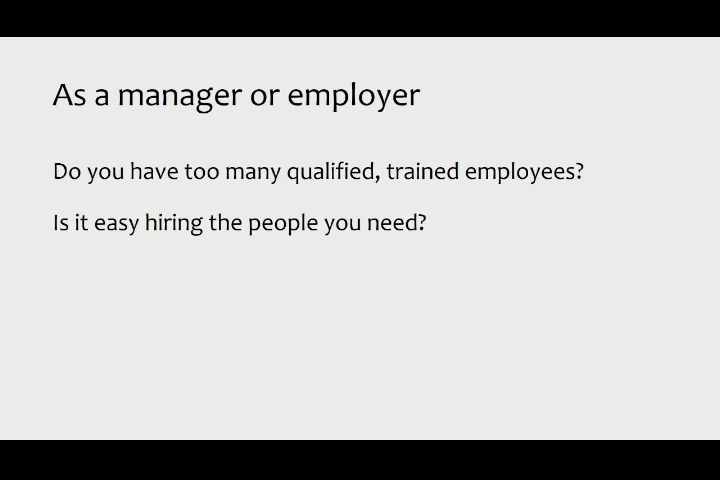 As a manager or employer
Do you have too many qualified, trained employees?
Is it easy hiring the people you need?